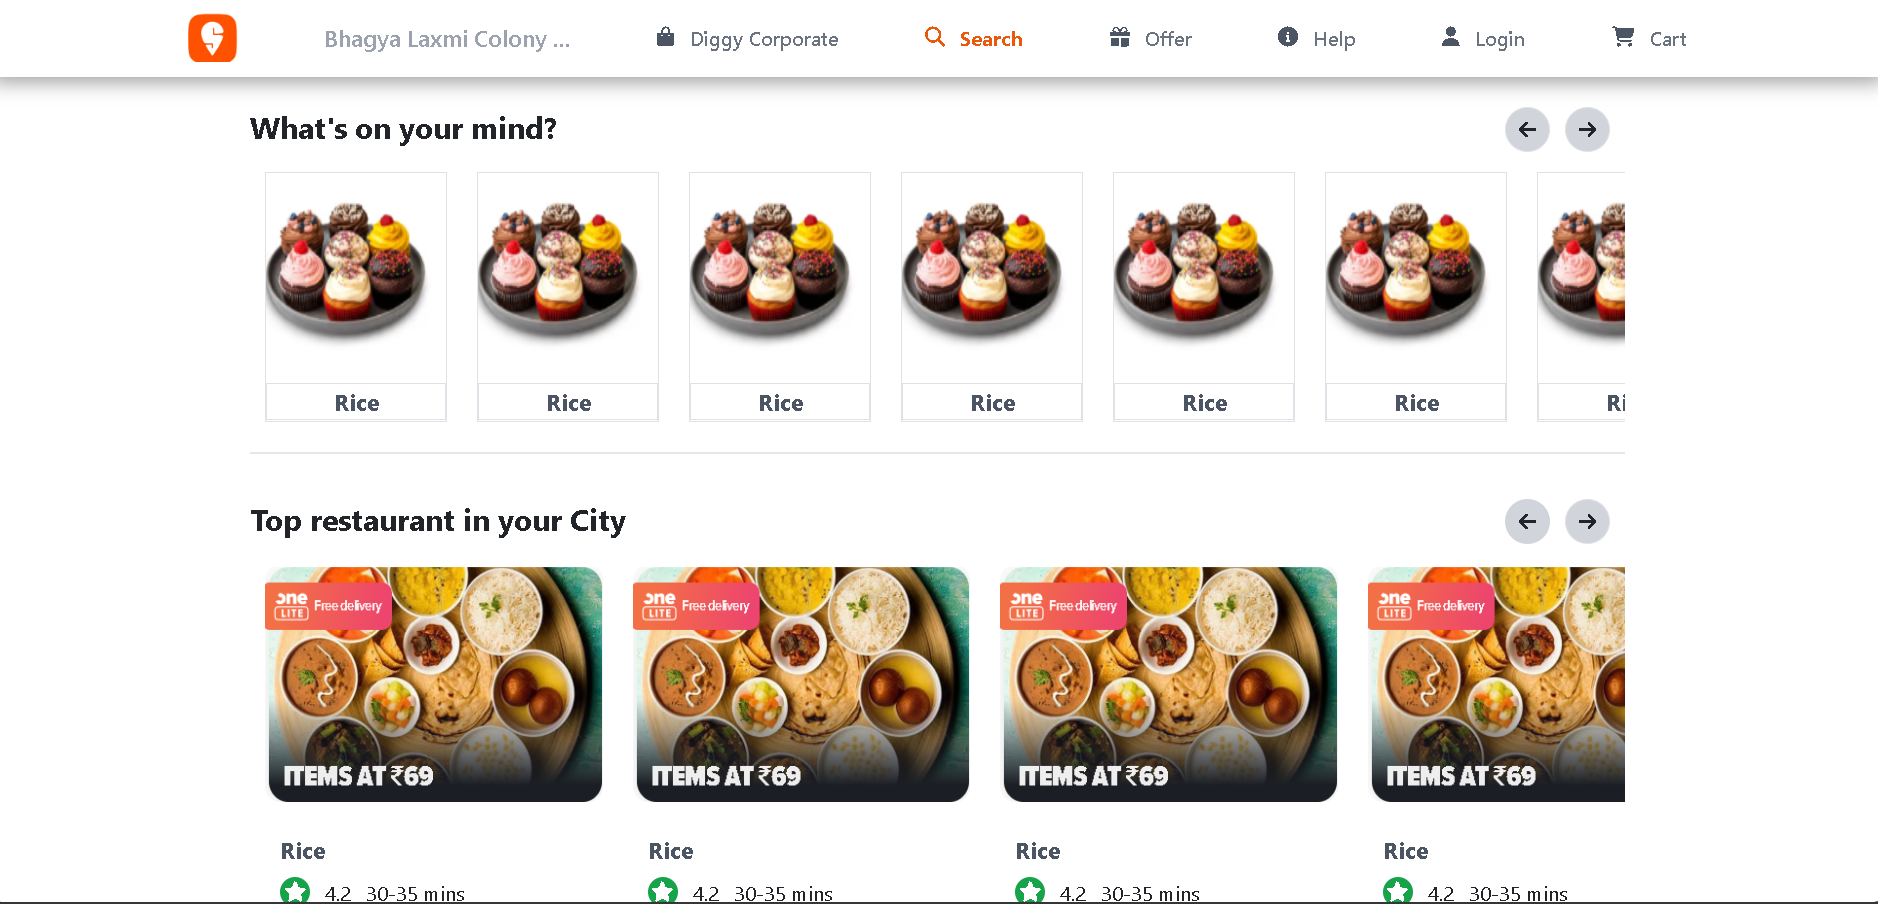 Bhagya Laxmi Colony ... Diggy Corporate Search Offer Help Login Cart
What's on your mind?
Rice Rice Rice Rice Rice Rice Ri
Top restaurant in your City
one LITE Free delivery one LITE Free delivery one LITE Free delivery one LITE Free delivery
ITEMS AT ₹69 ITEMS AT ₹69 ITEMS AT ₹69 ITEMS AT ₹69
Rice Rice Rice Rice
4.2 30-35 mins 4.2 30-35 mins 4.2 30-35 mins 4.2 30-35 mins